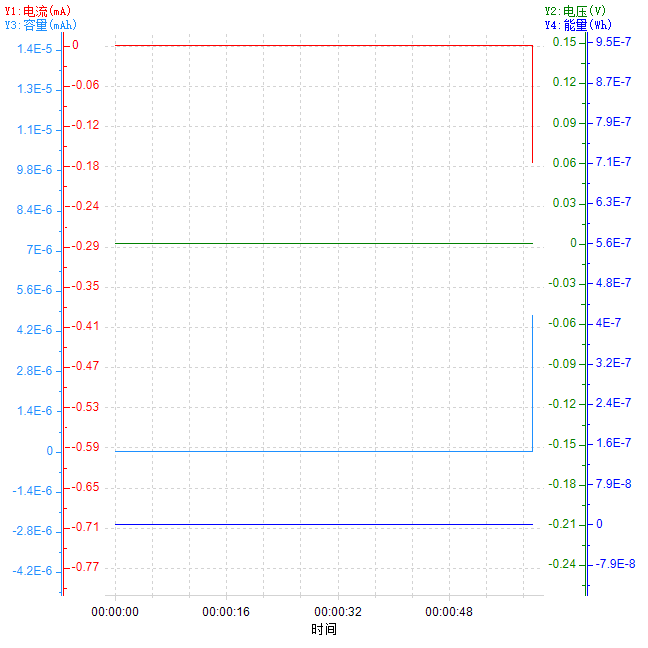 Y1:电流(mA)
Y3:容量(mAh)
Y2:电压(V)
Y4:能量(Wh)
1.4E-5
1.3E-5
1.1E-5
9.8E-6
8.4E-6
7E-6
5.6E-6
4.2E-6
2.8E-6
1.4E-6
0
-1.4E-6
-2.8E-6
-4.2E-6
0
-0.06
-0.12
-0.18
-0.24
-0.29
-0.35
-0.41
-0.47
-0.53
-0.59
-0.65
-0.71
-0.77
0.15
0.12
0.09
0.06
0.03
0
-0.03
-0.06
-0.09
-0.12
-0.15
-0.18
-0.21
-0.24
9.5E-7
8.7E-7
7.9E-7
7.1E-7
6.3E-7
5.6E-7
4.8E-7
4E-7
3.2E-7
2.4E-7
1.6E-7
7.9E-8
0
-7.9E-8
00:00:00
00:00:16
00:00:32
00:00:48
时间